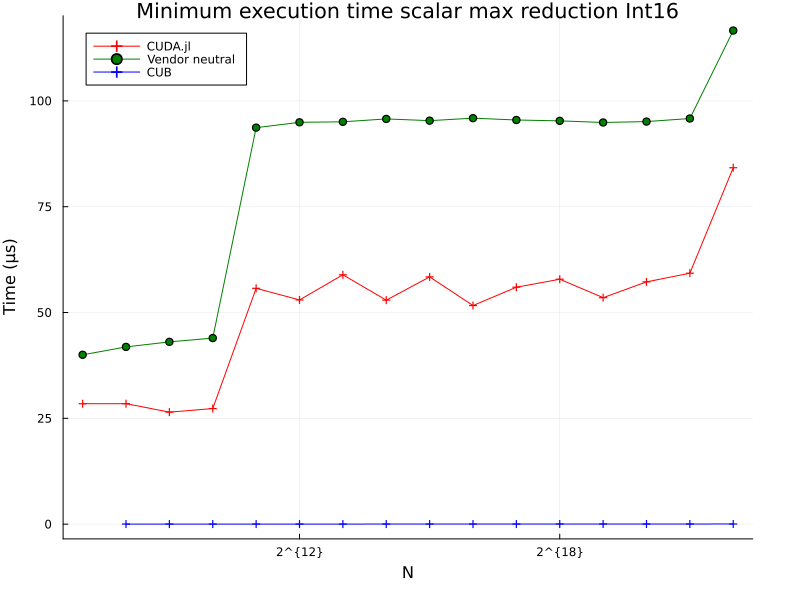 Minimum execution time scalar max reduction Int16
CUDA.jl
Vendor neutral
CUB
100
75
50
25
0
Time (μs)
2^{12}
2^{18}
N